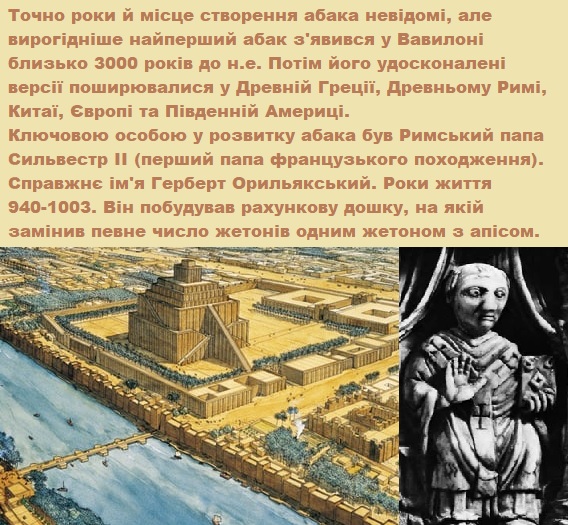 Точно роки й місце створення абака невідомі, але
вирогідніше найперший абак з'явився у Вавилоні
близько 3000 років до н.е. Потім його удосконалені
версії поширювалися у Древній Греції, Древньому Римі,
Китаї, Європі та Південній Америці.
Ключовою особою у розвитку абака був Римський папа
Сильвестр II (перший папа французького походження).
Справжнє ім'я Герберт Орильякський. Роки життя
940-1003. Він побудував рахункову дошку, на якій
замінив певне число жетонів одним жетоном з апісом.